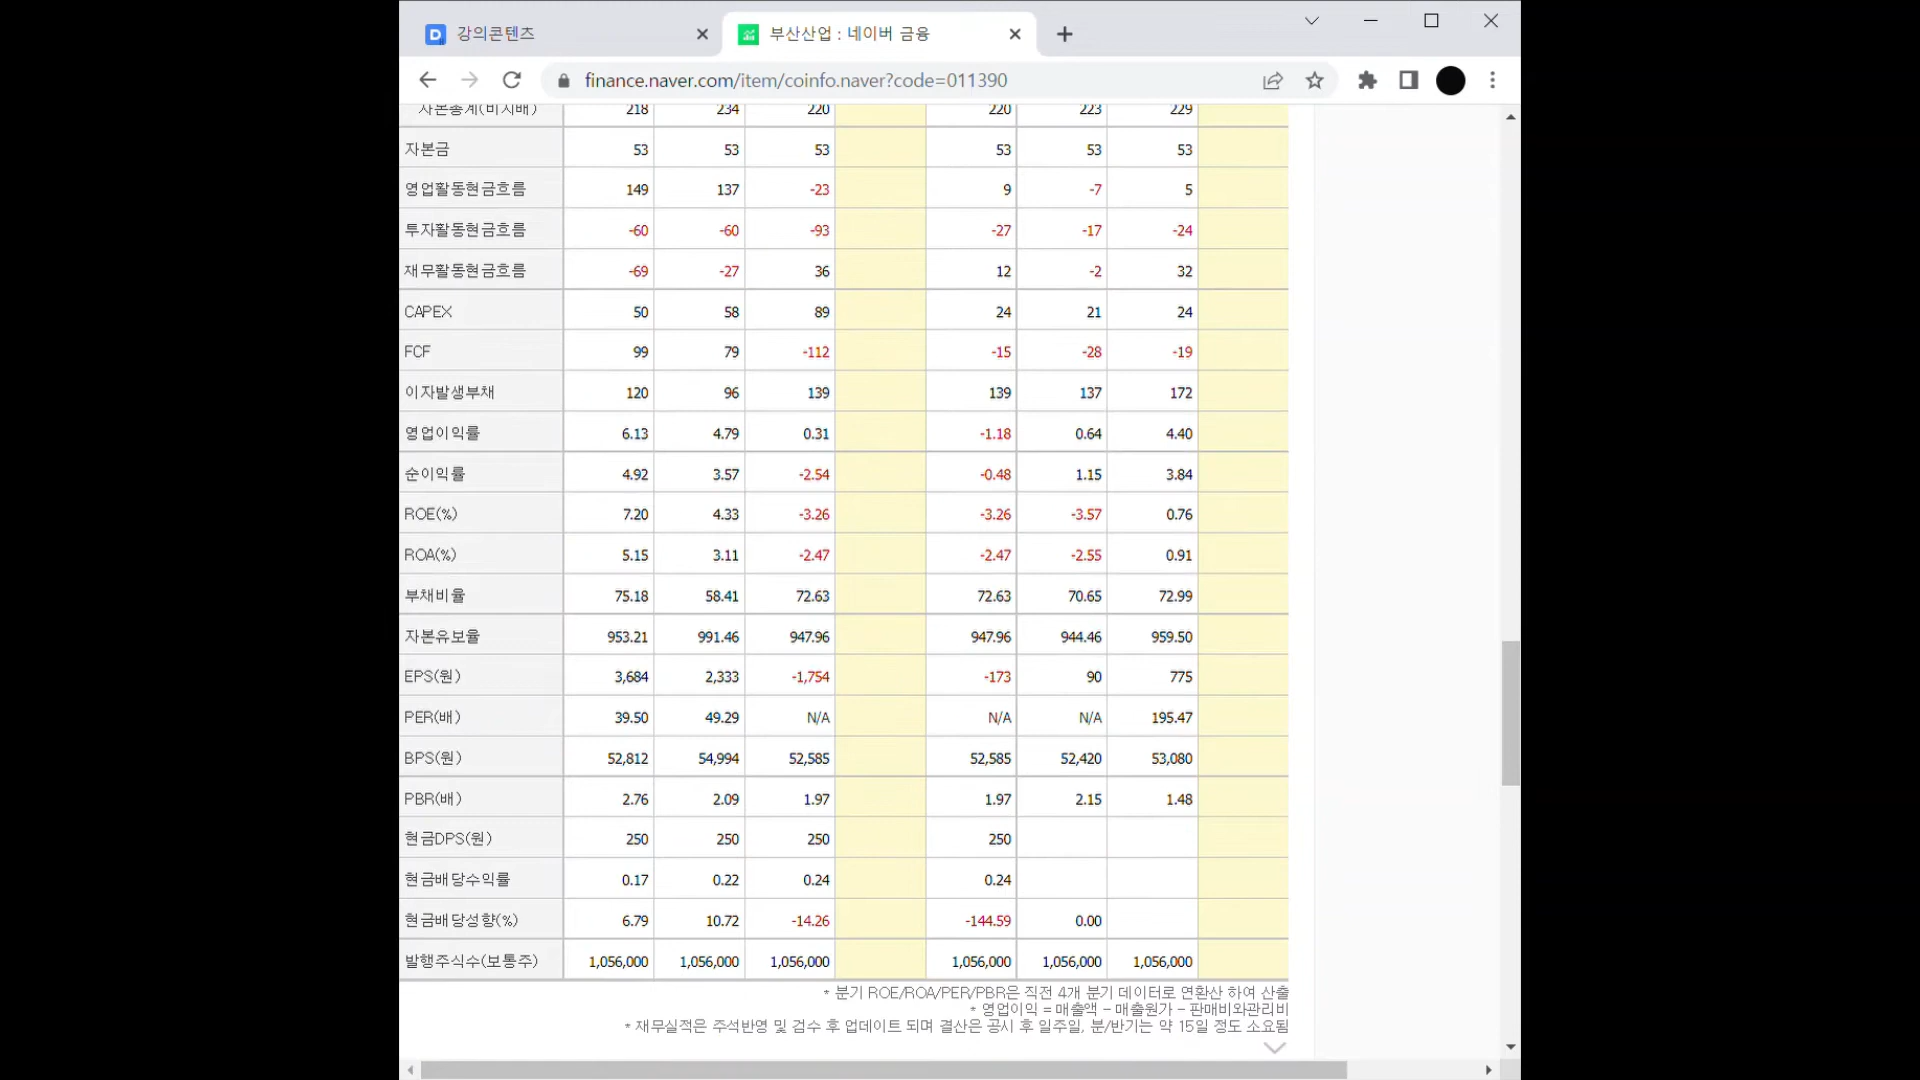 강의콘텐츠
부산산업 : 네이버 금융
finance.naver.com/item/coinfo.naver?code=011390
자본총계(비지배) 218 234 220 220 223 229
자본금 53 53 53 53 53 53
영업활동현금흐름 149 137 -23 9 -7 5
투자활동현금흐름 -60 -60 -93 -27 -17 -24
재무활동현금흐름 -69 -27 36 12 -2 32
CAPEX 50 58 89 24 21 24
FCF 99 79 -112 -15 -28 -19
이자발생부채 120 96 139 139 137 172
영업이익률 6.13 4.79 0.31 -1.18 0.64 4.40
순이익률 4.92 3.57 -2.54 -0.48 1.15 3.84
ROE(%) 7.20 4.33 -3.26 -3.26 -3.57 0.76
ROA(%) 5.15 3.11 -2.47 -2.47 -2.55 0.91
부채비율 75.18 58.41 72.63 72.63 70.65 72.99
자본유보율 953.21 991.46 947.96 947.96 944.46 959.50
EPS(원) 3,684 2,333 -1,754 -173 90 775
PER(배) 39.50 49.29 N/A N/A N/A 195.47
BPS(원) 52,812 54,994 52,585 52,585 52,420 53,080
PBR(배) 2.76 2.09 1.97 1.97 2.15 1.48
현금DPS(원) 250 250 250 250
현금배당수익률 0.17 0.22 0.24 0.24
현금배당성향(%) 6.79 10.72 -14.26 -144.59 0.00
발행주식수(보통주) 1,056,000 1,056,000 1,056,000 1,056,000 1,056,000 1,056,000
* 분기 ROE/ROA/PER/PBR은 직전 4개 분기 데이터로 연환산 하여 산출
* 영업이익 = 매출액 - 매출원가 - 판매비와관리비
* 재무실적은 주석반영 및 검수 후 업데이트 되며 결산은 공시 후 일주일, 분/반기는 약 15일 정도 소요됨